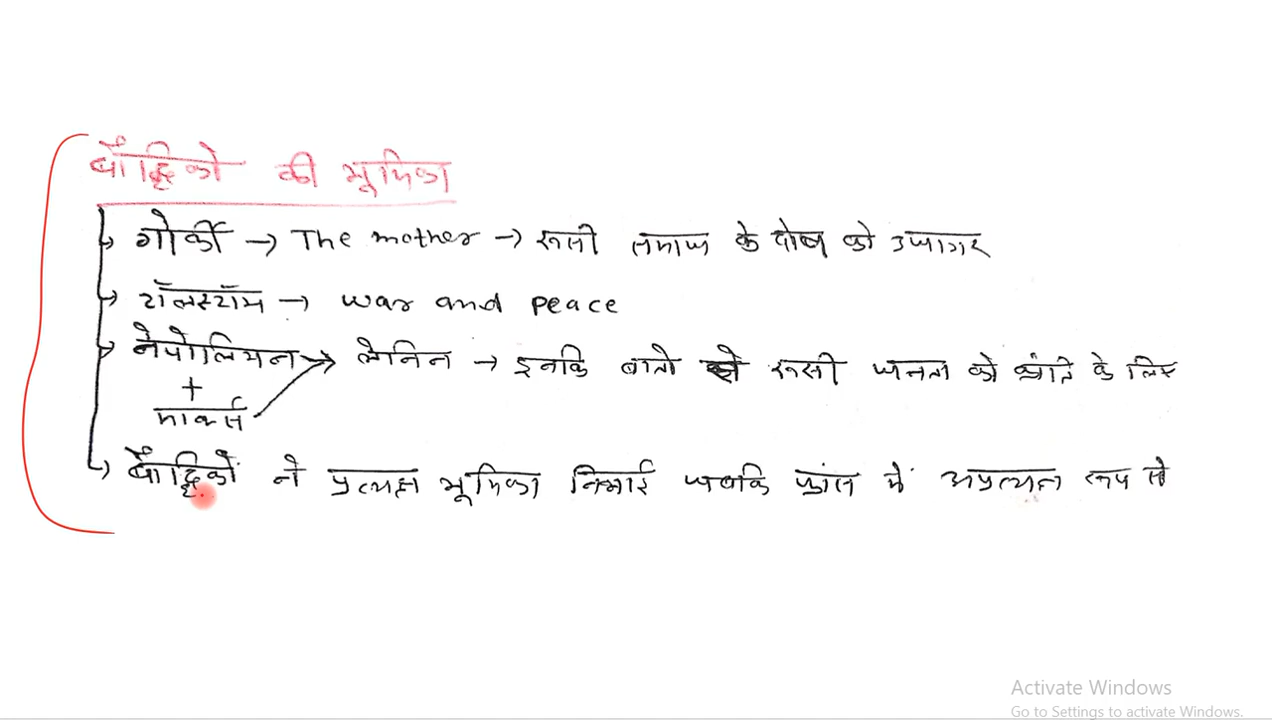 बौद्धिको की भूमिका
गोर्की → The mother → रूसी समाज के दोष को उजागर
टॉलस्टॉय → war and peace
नेपोलियन → लेनिन → इनकि बातो से रूसी जनता को क्रांति के लिए
+
मार्क्स
बौद्धिकों ने प्रत्यक्ष भूमिका निभाई जबकि फ्रांस में अप्रत्यक्ष रूप से
Activate Windows
Go to Settings to activate Windows.